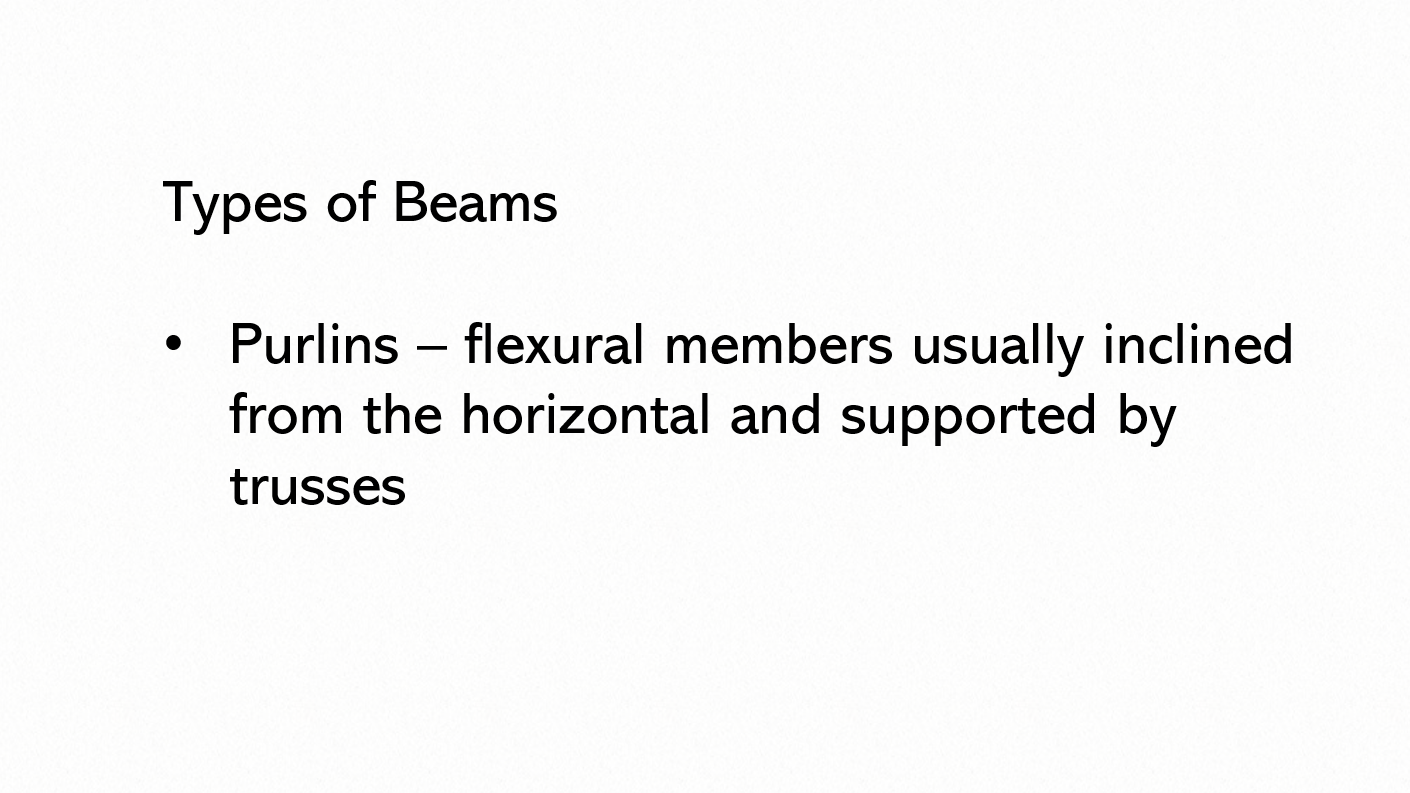 Types of Beams
• Purlins – flexural members usually inclined
from the horizontal and supported by
trusses